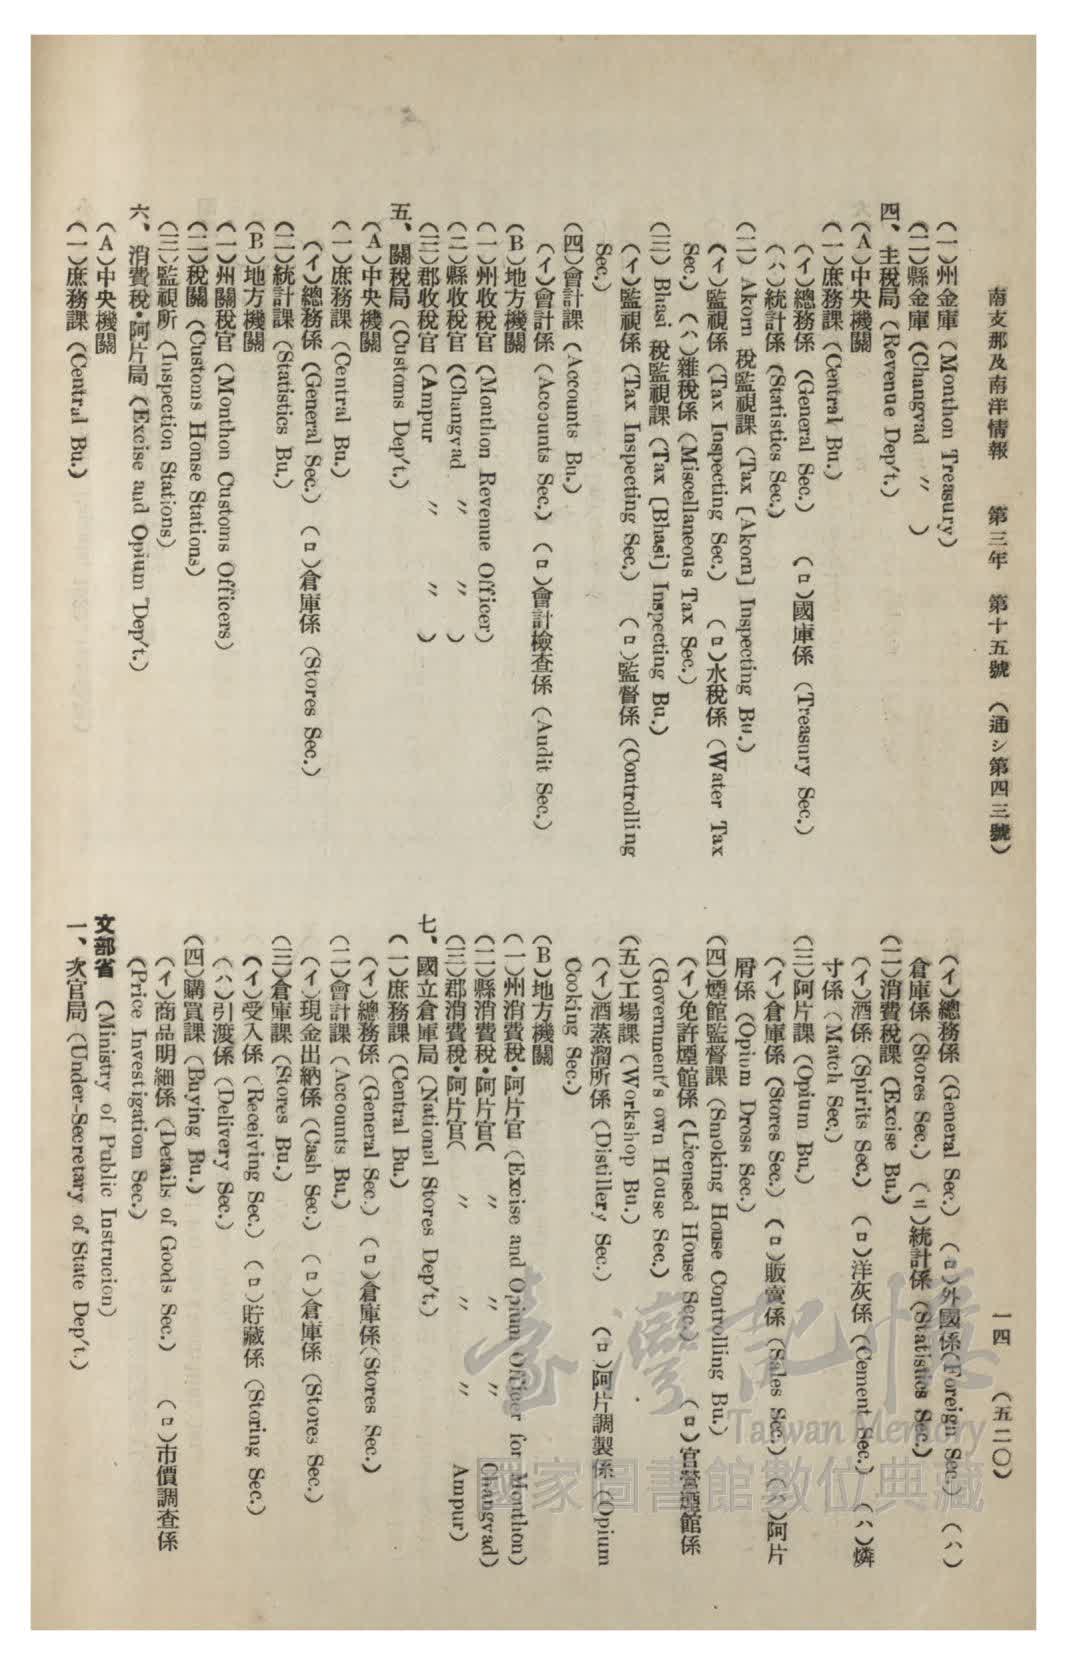 南支那及南洋情報　第三年　第十五號　（通シ第四三號）　一四　（五二〇）
（一）州金庫（Monthon Treasury）
（二）縣金庫（Changvad 〃 ）
四、主稅局（Revenue Dep't.）
（A）中央機關
（一）庶務課（Central Bu.）
（イ）總務係（General Sec.）（ロ）國庫係（Treasury Sec.）
（ハ）統計係（Statistics Sec.）
（二）Akorn 稅監視課（Tax〔Akorn〕Inspecting Bu.）
（イ）監視係（Tax Inspecting Sec.）（ロ）水稅係（Water Tax
Sec.）（ハ）雜稅係（Miscellaneous Tax Sec.）
（三）Bhasi 稅監視課（Tax〔Bhasi〕Inspecting Bu.）
（イ）監視係（Tax Inspecting Sec.）（ロ）監督係（Controlling
Sec.）
（四）會計課（Accounts Bu.）
（イ）會計係（Accounts Sec.）（ロ）會計檢查係（Audit Sec.）
（B）地方機關
（一）州收稅官（Monthon Revenue Officer）
（二）縣收稅官（Changvad 〃 〃 ）
（三）郡收稅官（Ampur 〃 〃 ）
五、關稅局（Customs Dep't.）
（A）中央機關
（一）庶務課（Central Bu.）
（イ）總務係（General Sec.）（ロ）倉庫係（Stores Sec.）
（二）統計課（Statistics Bu.）
（B）地方機關
（一）州關稅官（Monthon Customs Officers）
（二）稅關（Customs Honse Stations）
（三）監視所（Inspection Stations）
六、消費稅・阿片局（Excise and Opium Dep't.）
（A）中央機關
（一）庶務課（Central Bu.）
（イ）總務係（General Sec.）（ロ）外國係（Foreign Sec.）（ハ）
倉庫係（Stores Sec.）（ニ）統計係（Statistics Sec.）
（二）消費稅課（Excise Bu.）
（イ）酒係（Spirits Sec.）（ロ）洋灰係（Cement Sec.）（ハ）燐
寸係（Match Sec.）
（三）阿片課（Opium Bu.）
（イ）倉庫係（Stores Sec.）（ロ）販賣係（Sales Sec.）（ハ）阿片
屑係（Opium Dross Sec.）
（四）煙館監督課（Smoking House Controlling Bu.）
（イ）免許煙館係（Licensed House Sec.）（ロ）官營煙館係
（Government's own House Sec.）
（五）工場課（Workshop Bu.）
（イ）酒蒸溜所係（Distillery Sec.）（ロ）阿片調製係（Opium
Cooking Sec.）
（B）地方機關
（一）州消費稅・阿片官（Excise and Opium Officer for Monthon）
（二）縣消費稅・阿片官（ 〃 〃 〃 Changvad）
（三）郡消費稅・阿片官（ 〃 〃 〃 Ampur）
七、國立倉庫局（National Stores Dep't.）
（一）庶務課（Central Bu.）
（イ）總務係（General Sec.）（ロ）倉庫係（Stores Sec.）
（二）會計課（Accounts Bu.）
（イ）現金出納係（Cash Sec.）（ロ）倉庫係（Stores Sec.）
（三）倉庫課（Stores Bu.）
（イ）受入係（Receiving Sec.）（ロ）貯藏係（Storing Sec.）
（ハ）引渡係（Delivery Sec.）
（四）購買課（Buying Bu.）
（イ）商品明細係（Details of Goods Sec.）（ロ）市價調查係
（Price Investigation Sec.）
文部省（Ministry of Public Instrucion）
一、次官局（Under-Secretary of State Dep't.）
臺灣記憶
Taiwan Memory
國家圖書館數位典藏